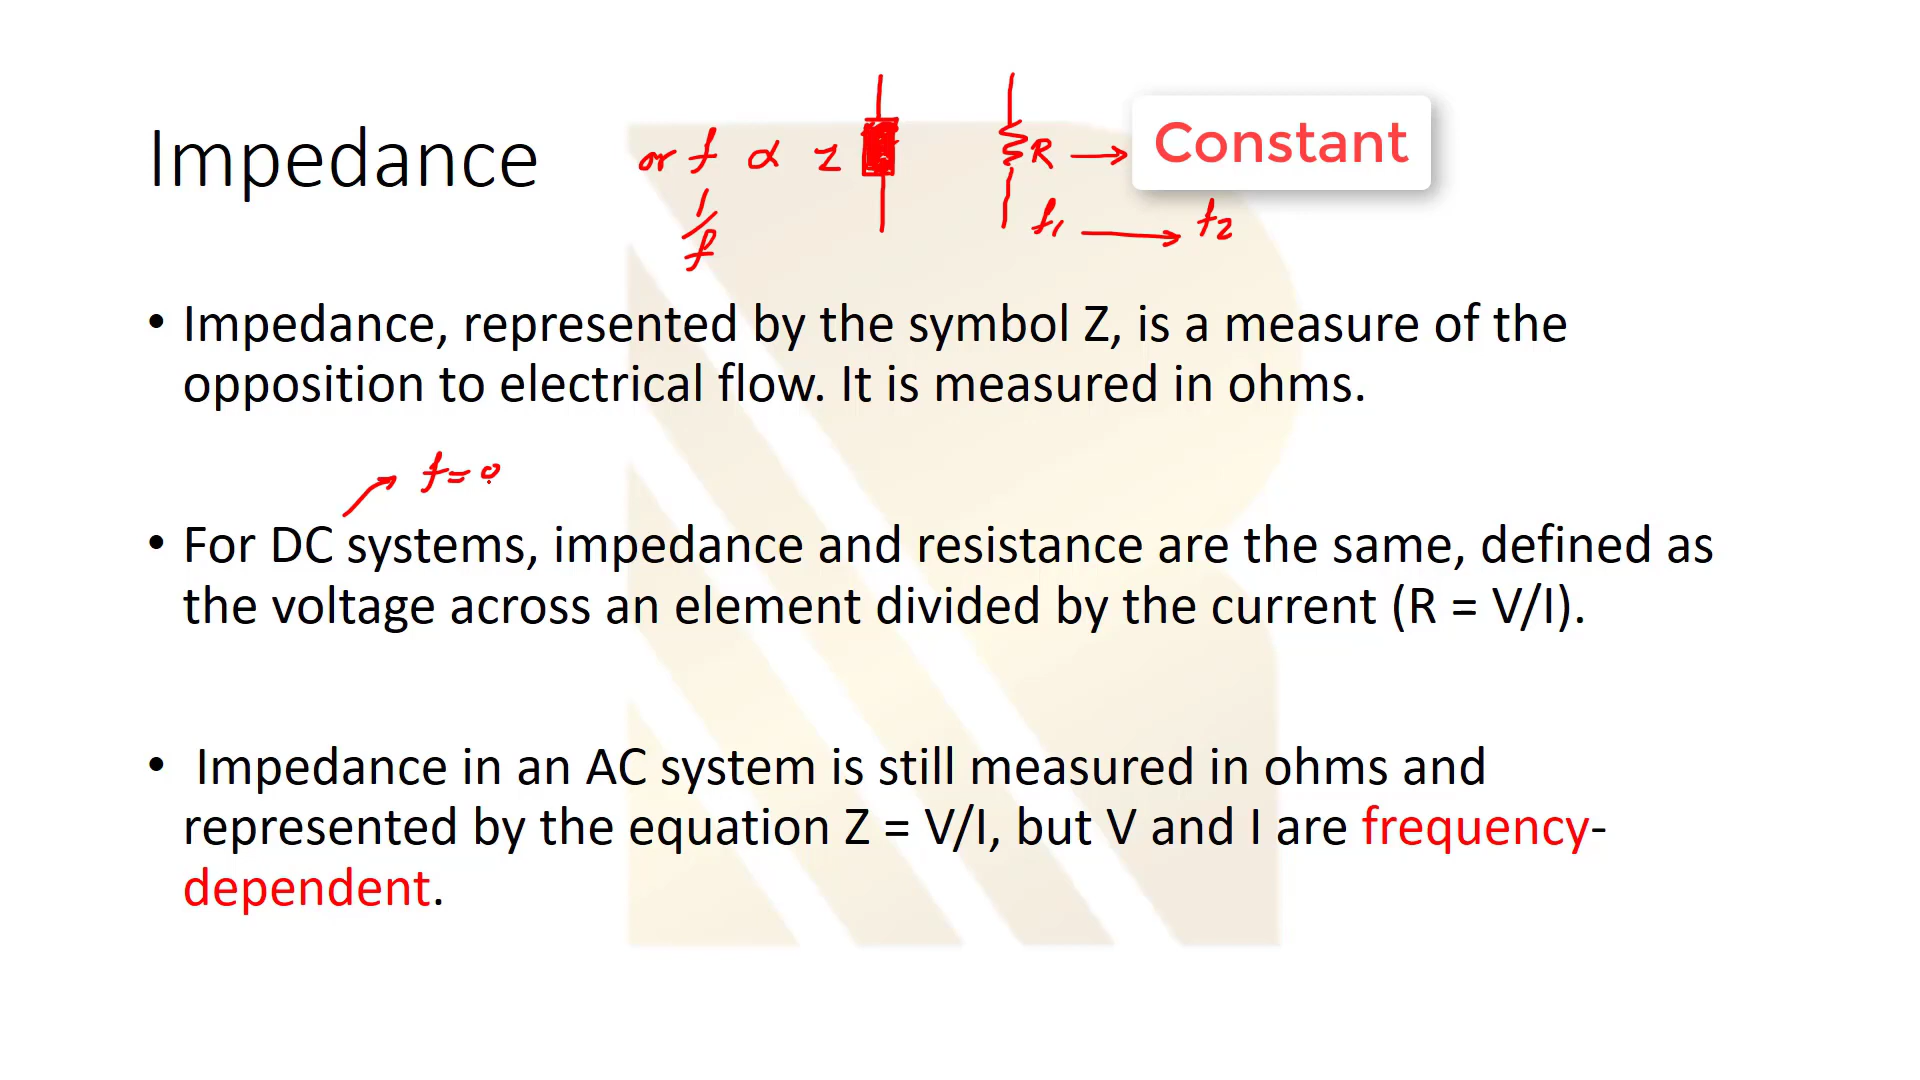 Impedance
or f ∝ Z
1/f
R → Constant
f1 → f2
• Impedance, represented by the symbol Z, is a measure of the
opposition to electrical flow. It is measured in ohms.
f = 0
• For DC systems, impedance and resistance are the same, defined as
the voltage across an element divided by the current (R = V/I).
• Impedance in an AC system is still measured in ohms and
represented by the equation Z = V/I, but V and I are frequency-
dependent.